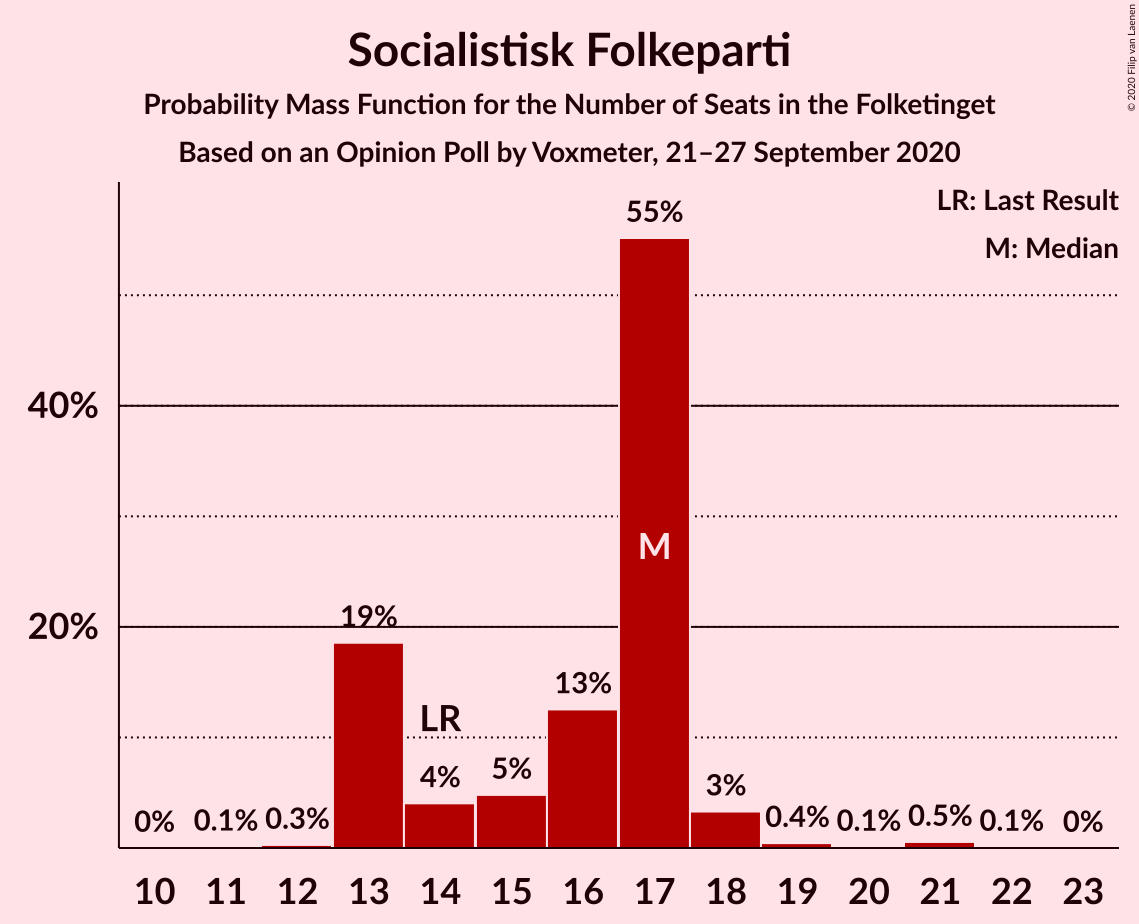 Socialistisk Folkeparti
Probability Mass Function for the Number of Seats in the Folketinget
Based on an Opinion Poll by Voxmeter, 21–27 September 2020
© 2020 Filip van Laenen
LR: Last Result
M: Median
55%
40%
M
20%
19%
13%
LR
4%
5%
3%
0%
0.1%
0.3%
0.4%
0.1%
0.5%
0.1%
0%
10 11 12 13 14 15 16 17 18 19 20 21 22 23